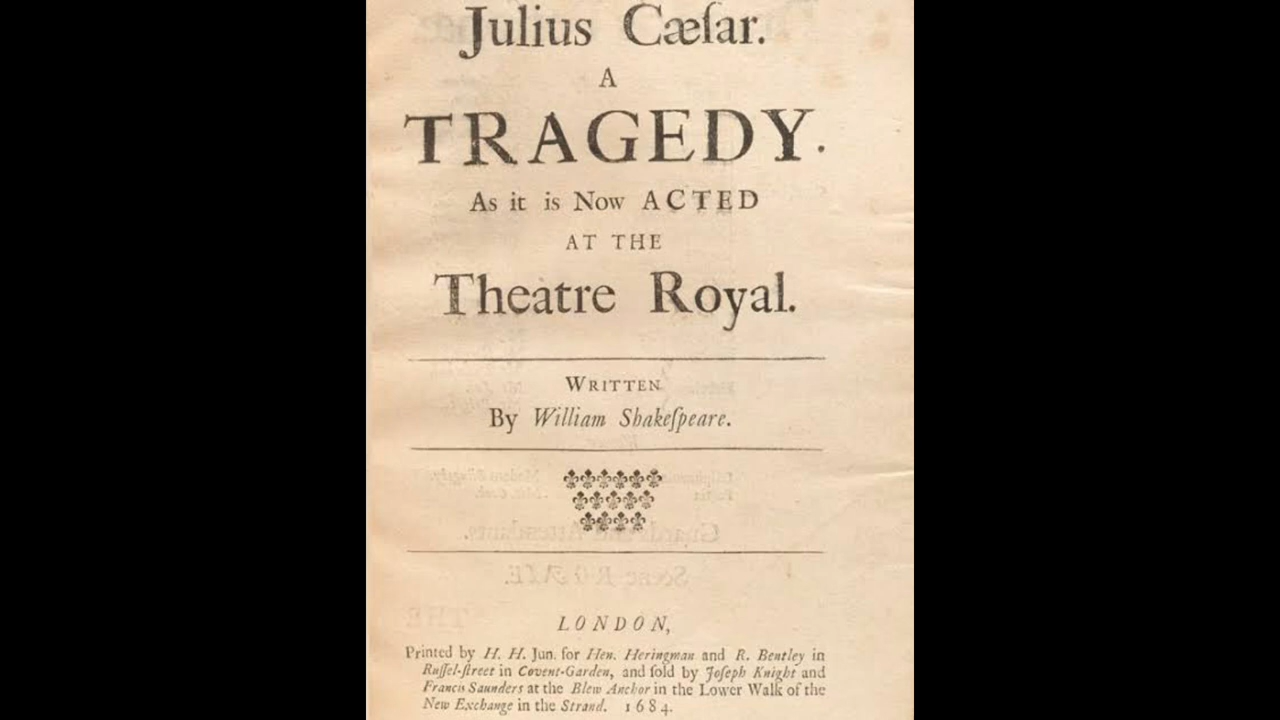 Julius Cæſar.
A
TRAGEDY.
As it is Now ACTED
AT THE
Theatre Royal.
WRITTEN
By William Shakeſpeare.
LONDON,
Printed by H. H. Jun. for Hen. Heringman and R. Bentley in
Ruſſel-ſtreet in Covent-Garden, and ſold by Joſeph Knight and
Francis Saunders at the Blew Anchor in the Lower Walk of the
New Exchange in the Strand. 1684.